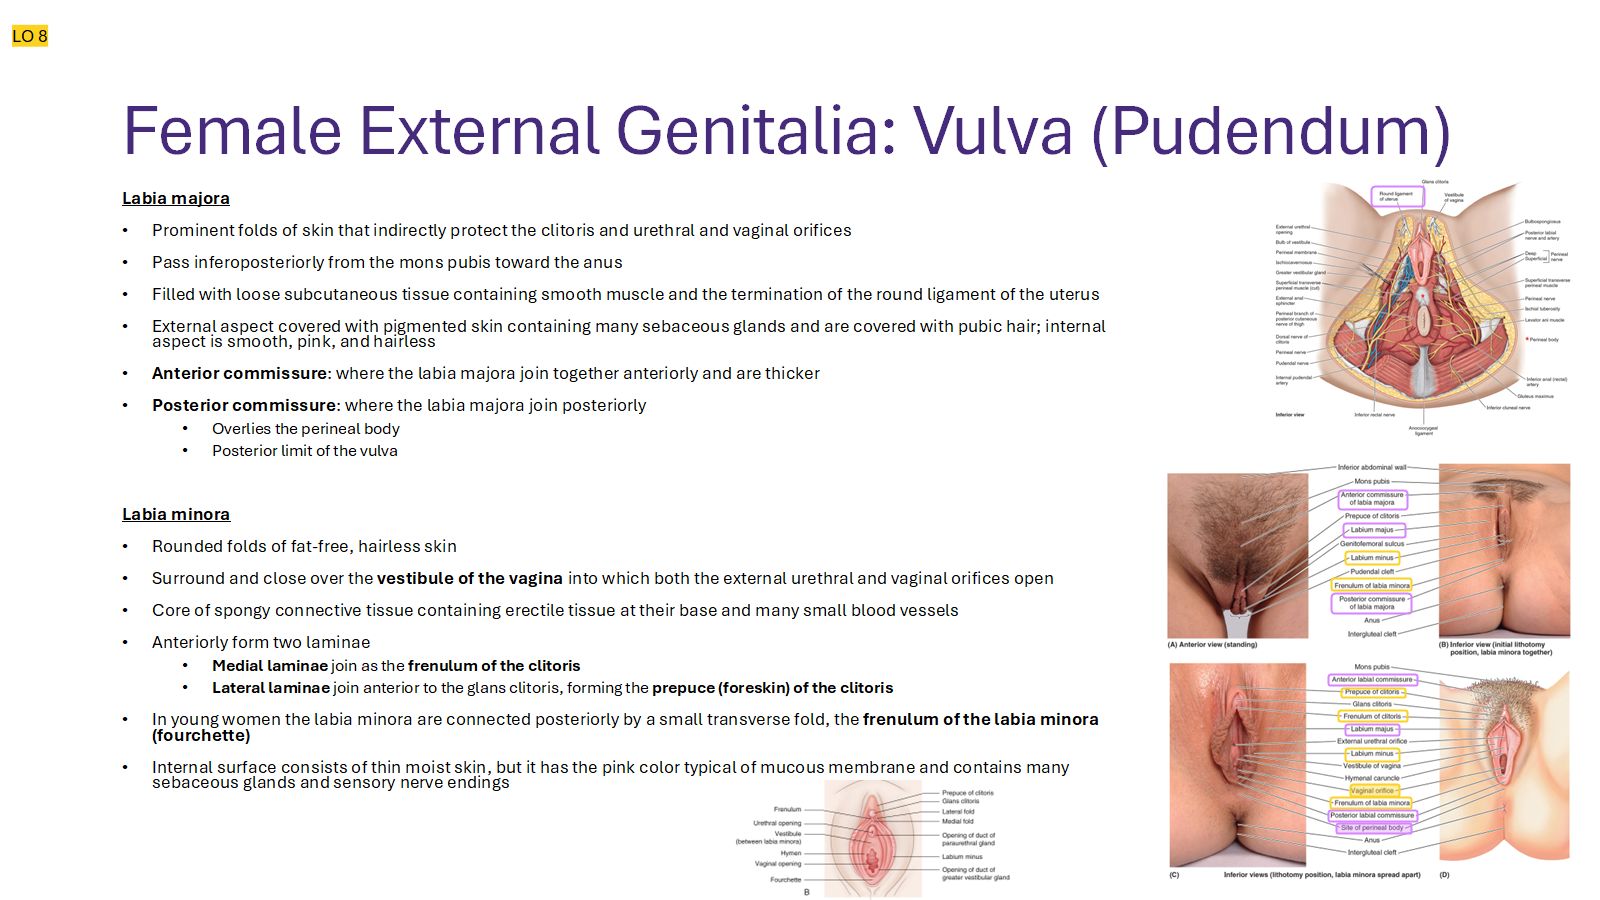 LO 8
Female External Genitalia: Vulva (Pudendum)
Labia majora
• Prominent folds of skin that indirectly protect the clitoris and urethral and vaginal orifices
• Pass inferoposteriorly from the mons pubis toward the anus
• Filled with loose subcutaneous tissue containing smooth muscle and the termination of the round ligament of the uterus
• External aspect covered with pigmented skin containing many sebaceous glands and are covered with pubic hair; internal
aspect is smooth, pink, and hairless
• Anterior commissure: where the labia majora join together anteriorly and are thicker
• Posterior commissure: where the labia majora join posteriorly
• Overlies the perineal body
• Posterior limit of the vulva
Labia minora
• Rounded folds of fat-free, hairless skin
• Surround and close over the vestibule of the vagina into which both the external urethral and vaginal orifices open
• Core of spongy connective tissue containing erectile tissue at their base and many small blood vessels
• Anteriorly form two laminae
• Medial laminae join as the frenulum of the clitoris
• Lateral laminae join anterior to the glans clitoris, forming the prepuce (foreskin) of the clitoris
• In young women the labia minora are connected posteriorly by a small transverse fold, the frenulum of the labia minora
(fourchette)
• Internal surface consists of thin moist skin, but it has the pink color typical of mucous membrane and contains many
sebaceous glands and sensory nerve endings
Frenulum
Urethral opening
Vestibule
(between labia minora)
Hymen
Vaginal opening
Fourchette
B
Prepuce of clitoris
Glans clitoris
Lateral fold
Medial fold
Opening of duct of
paraurethral gland
Labium minus
Opening of duct of
greater vestibular gland
Glans clitoris
Round ligament
of uterus
Vestibule
of vagina
External urethral
opening
Bulb of vestibule
Perineal membrane
Ischiocavernosus
Greater vestibular gland
Superficial transverse
perineal muscle (cut)
External anal
sphincter
Perineal branch of
posterior cutaneous
nerve of thigh
Dorsal nerve of
clitoris
Perineal nerve
Pudendal nerve
Internal pudendal
artery
Inferior view
Inferior rectal nerve
Anococcygeal
ligament
Bulbospongiosus
Posterior labial
nerve and artery
Deep
Superficial
Perineal
nerve
Superficial transverse
perineal muscle
Perineal nerve
Ischial tuberosity
Levator ani muscle
* Perineal body
Inferior anal (rectal)
artery
Gluteus maximus
Inferior cluneal nerve
Inferior abdominal wall
Mons pubis
Anterior commissure
of labia majora
Prepuce of clitoris
Labium majus
Genitofemoral sulcus
Labium minus
Pudendal cleft
Frenulum of labia minora
Posterior commissure
of labia majora
Anus
Intergluteal cleft
(A) Anterior view (standing)
(B) Inferior view (initial lithotomy
position, labia minora together)
Mons pubis
Anterior labial commissure
Prepuce of clitoris
Glans clitoris
Frenulum of clitoris
Labium majus
External urethral orifice
Labium minus
Vestibule of vagina
Hymenal caruncle
Vaginal orifice
Frenulum of labia minora
Posterior labial commissure
Site of perineal body
Anus
Intergluteal cleft
(C) Inferior views (lithotomy position, labia minora spread apart) (D)